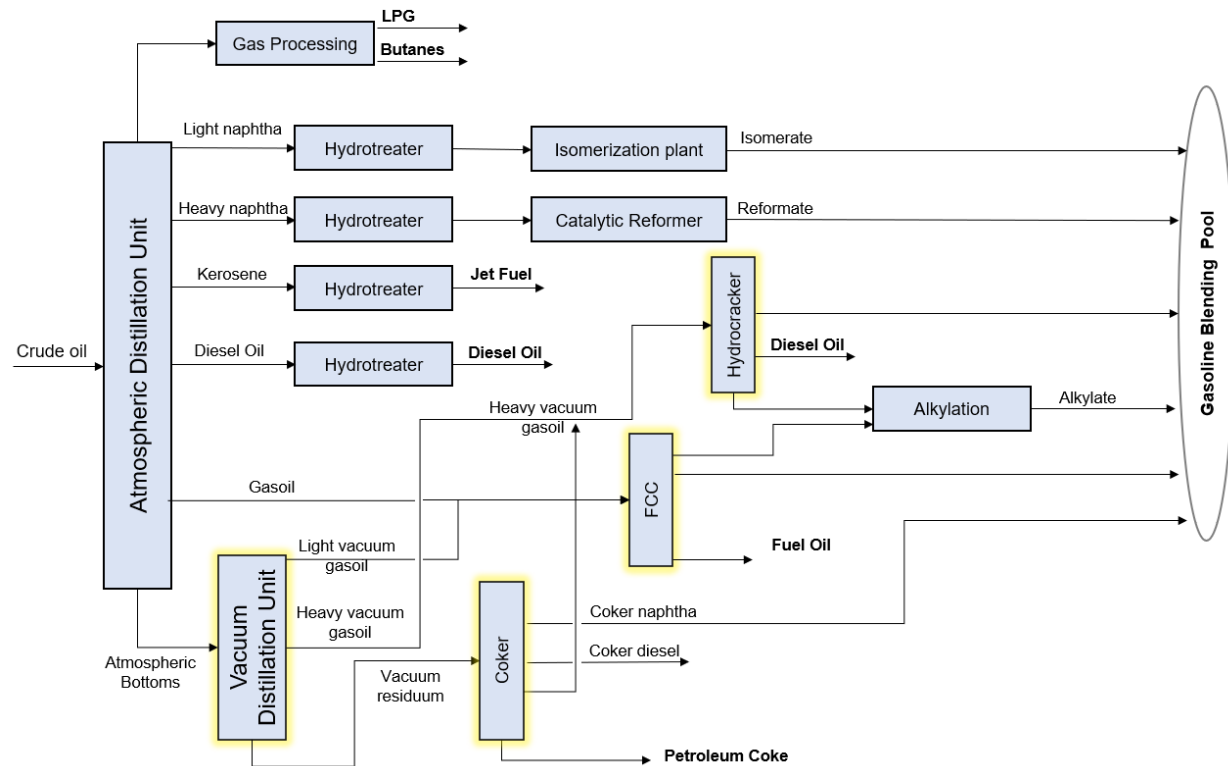 LPG
Gas Processing
Butanes
Light naphtha
Hydrotreater
Isomerization plant
Isomerate
Heavy naphtha
Hydrotreater
Catalytic Reformer
Reformate
Kerosene
Hydrotreater
Jet Fuel
Hydrocracker
Crude oil
Atmospheric Distillation Unit
Diesel Oil
Hydrotreater
Diesel Oil
Diesel Oil
Gasoline Blending Pool
Heavy vacuum
gasoil
Alkylation
Alkylate
Gasoil
FCC
Light vacuum
gasoil
Fuel Oil
Vacuum
Distillation Unit
Heavy vacuum
gasoil
Coker
Coker naphtha
Coker diesel
Atmospheric
Bottoms
Vacuum
residuum
Petroleum Coke